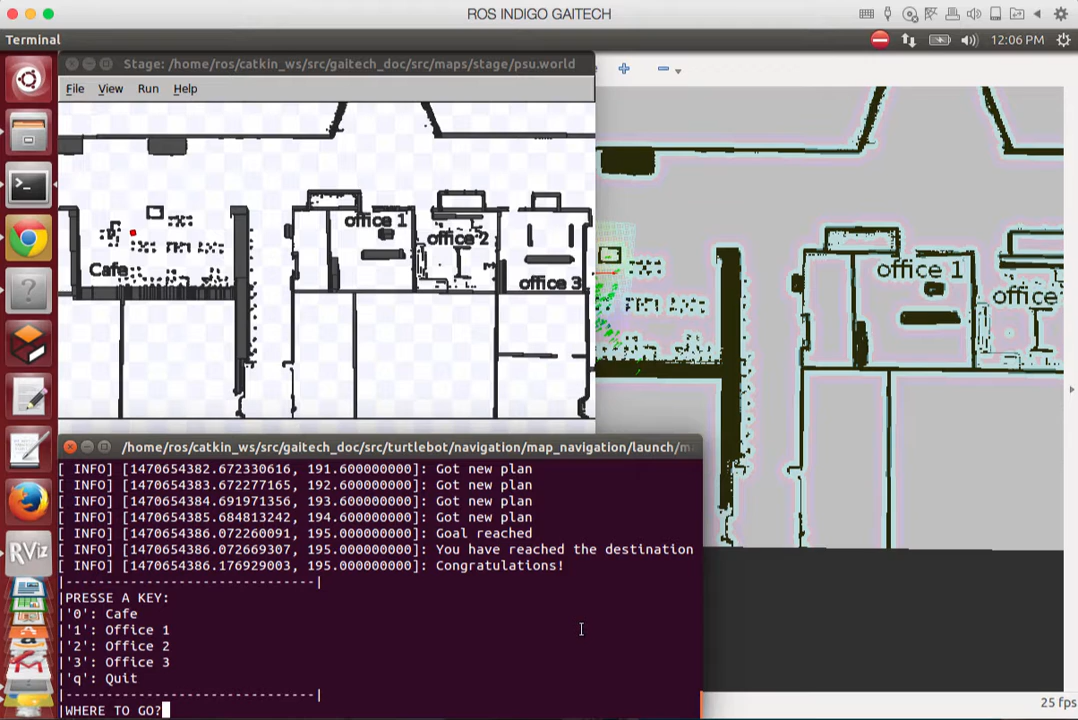 ROS INDIGO GAITECH
Terminal
12:06 PM
Stage: /home/ros/catkin_ws/src/gaitech_doc/src/maps/stage/psu.world
File View Run Help
office 1
office 2
Cafe
office 3
office 1
office
/home/ros/catkin_ws/src/gaitech_doc/src/turtlebot/navigation/map_navigation/launch/m
[ INFO] [1470654382.672330616, 191.600000000]: Got new plan
[ INFO] [1470654383.672277165, 192.600000000]: Got new plan
[ INFO] [1470654384.691971356, 193.600000000]: Got new plan
[ INFO] [1470654385.684813242, 194.600000000]: Got new plan
[ INFO] [1470654386.072260091, 195.000000000]: Goal reached
[ INFO] [1470654386.072669307, 195.000000000]: You have reached the destination
[ INFO] [1470654386.176929003, 195.000000000]: Congratulations!
|-------------------------------|
|PRESSE A KEY:
|'0': Cafe
|'1': Office 1
|'2': Office 2
|'3': Office 3
|'q': Quit
|-------------------------------|
|WHERE TO GO?
RViz
25 fps